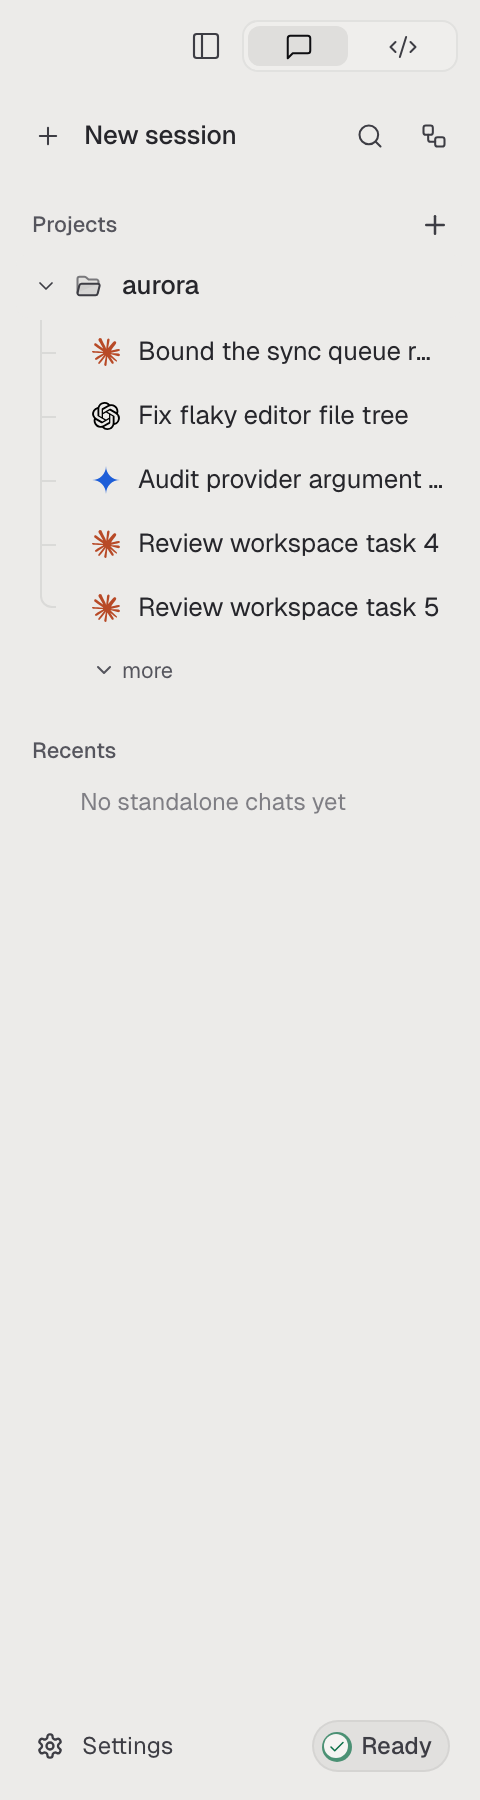 New session
Projects
aurora
Bound the sync queue r...
Fix flaky editor file tree
Audit provider argument ...
Review workspace task 4
Review workspace task 5
more
Recents
No standalone chats yet
Settings
Ready